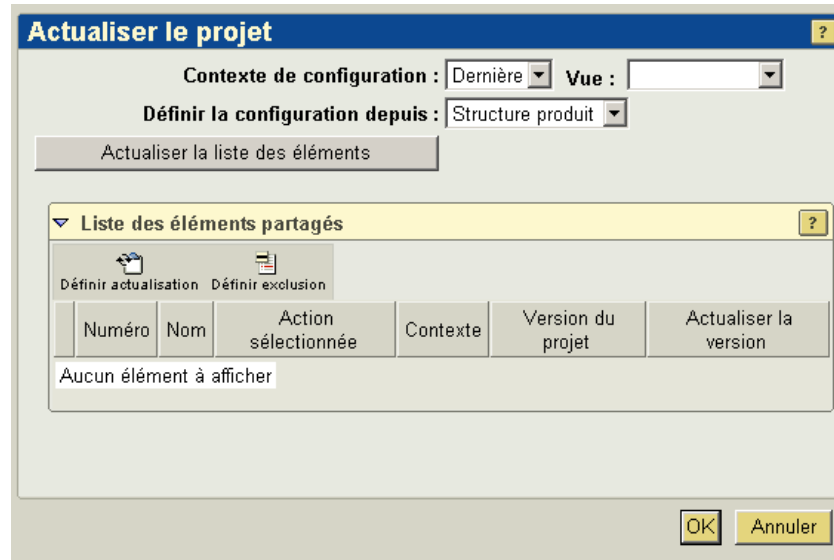 Actualiser le projet ?
Contexte de configuration : Dernière Vue :
Définir la configuration depuis : Structure produit
Actualiser la liste des éléments
Liste des éléments partagés ?
Définir actualisation Définir exclusion
Numéro Nom Action sélectionnée Contexte Version du projet Actualiser la version
Aucun élément à afficher
OK Annuler